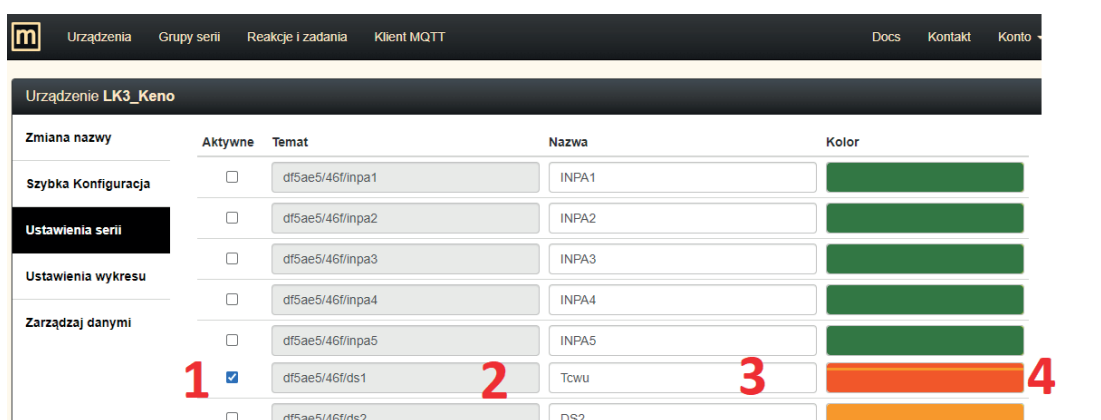 m Urządzenia Grupy serii Reakcje i zadania Klient MQTT Docs Kontakt Konto
Urządzenie LK3_Keno
Zmiana nazwy
Szybka Konfiguracja
Ustawienia serii
Ustawienia wykresu
Zarządzaj danymi
Aktywne Temat Nazwa Kolor
df5ae5/46f/inpa1 INPA1
df5ae5/46f/inpa2 INPA2
df5ae5/46f/inpa3 INPA3
df5ae5/46f/inpa4 INPA4
df5ae5/46f/inpa5 INPA5
1 df5ae5/46f/ds1 2 Tcwu 3 4
df5ae5/46f/ds2 DS2